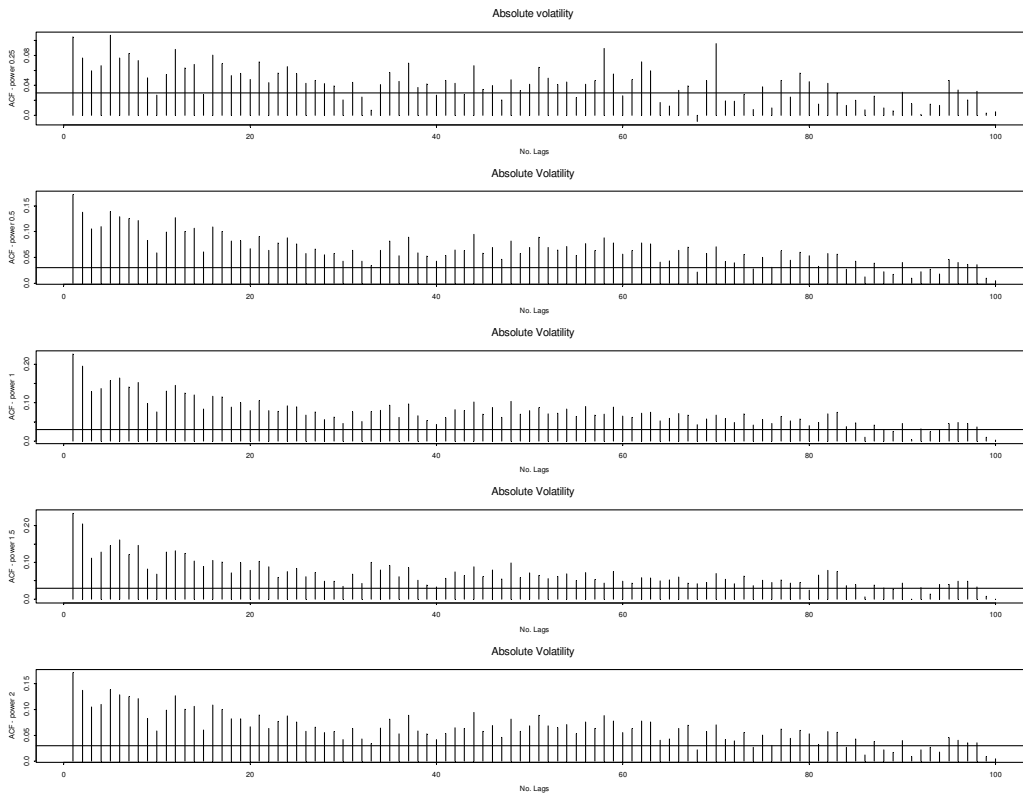 Absolute volatility
ACF - power 0.25
0.0 0.04 0.08
0 20 40 60 80 100
No. Lags
Absolute Volatility
ACF - power 0.5
0.0 0.05 0.10 0.15
0 20 40 60 80 100
No. Lags
Absolute Volatility
ACF - power 1
0.0 0.10 0.20
0 20 40 60 80 100
No. Lags
Absolute Volatility
ACF - power 1.5
0.0 0.10 0.20
0 20 40 60 80 100
No. Lags
Absolute Volatility
ACF - power 2
0.0 0.05 0.10 0.15
0 20 40 60 80 100
No. Lags